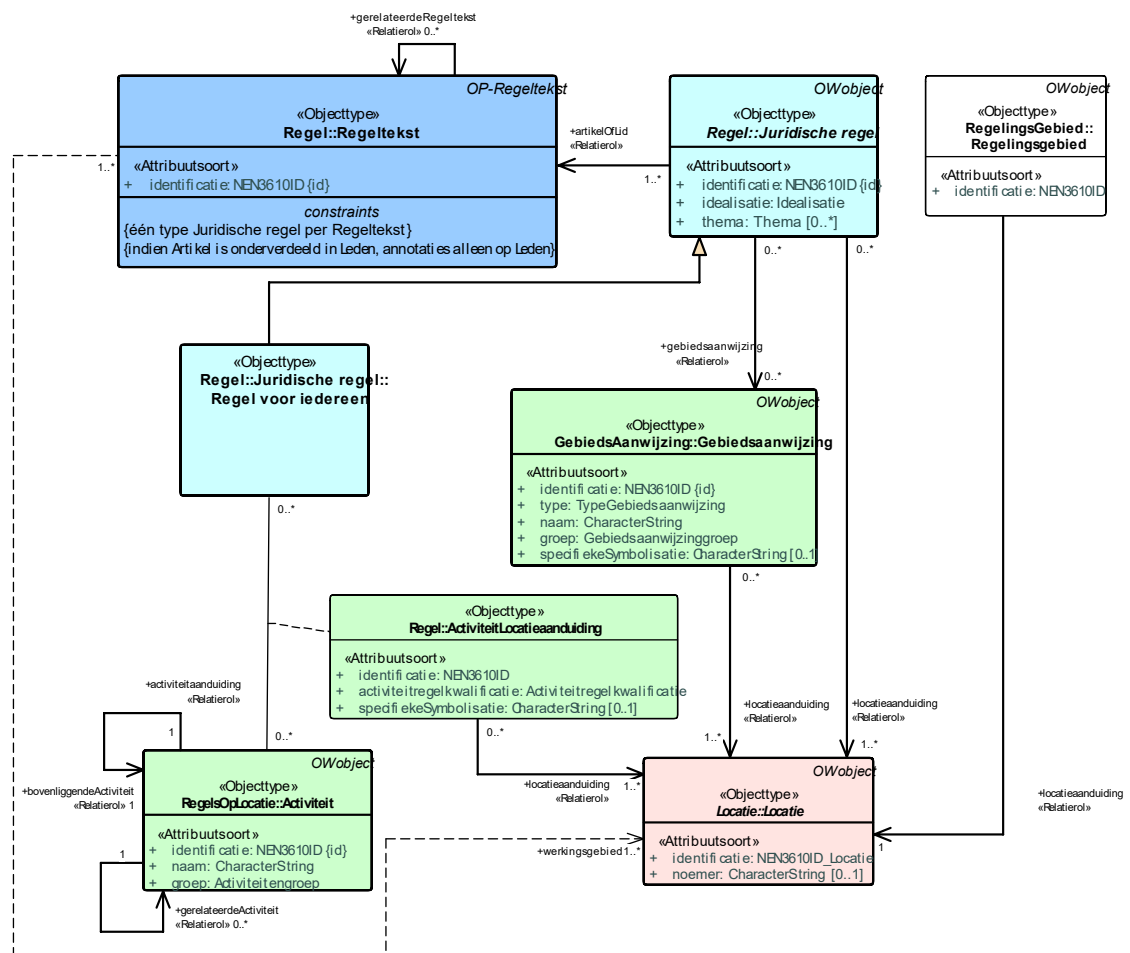 +gerelateerdeRegeltekst
«Relatierol» 0..*
OP-Regeltekst
«Objecttype»
Regel::Regeltekst
«Attribuutsoort»
+ identificatie: NEN3610ID {id}
constraints
{één type Juridische regel per Regeltekst}
{indien Artikel is onderverdeeld in Leden, annotaties alleen op Leden}
1..*
+artikelOfLid
«Relatierol»
1..*
OWobject
«Objecttype»
Regel::Juridische regel
«Attribuutsoort»
+ identificatie: NEN3610ID {id}
+ idealisatie: Idealisatie
+ thema: Thema [0..*]
0..*
0..*
OWobject
«Objecttype»
RegelingsGebied::
Regelingsgebied
«Attribuutsoort»
+ identificatie: NEN3610ID
«Objecttype»
Regel::Juridische regel::
Regel voor iedereen
0..*
+gebiedsaanwijzing
«Relatierol»
0..*
OWobject
«Objecttype»
GebiedsAanwijzing::Gebiedsaanwijzing
«Attribuutsoort»
+ identificatie: NEN3610ID {id}
+ type: TypeGebiedsaanwijzing
+ naam: CharacterString
+ groep: Gebiedsaanwijzinggroep
+ specifiekeSymbolisatie: CharacterString [0..1]
0..*
«Objecttype»
Regel::ActiviteitLocatieaanduiding
«Attribuutsoort»
+ identificatie: NEN3610ID
+ activiteitregelkwalificatie: Activiteitregelkwalificatie
+ specifiekeSymbolisatie: CharacterString [0..1]
0..*
+activiteitaanduiding
«Relatierol»
0..*
1
+bovenliggendeActiviteit
«Relatierol» 1
OWobject
«Objecttype»
RegelsOpLocatie::Activiteit
«Attribuutsoort»
+ identificatie: NEN3610ID {id}
+ naam: CharacterString
+ groep: Activiteitengroep
1
+gerelateerdeActiviteit
«Relatierol» 0..*
+locatieaanduiding
«Relatierol»
1..*
+locatieaanduiding
«Relatierol»
1..*
+locatieaanduiding
«Relatierol»
1..*
+locatieaanduiding
«Relatierol»
1
+werkingsgebied 1..*
OWobject
«Objecttype»
Locatie::Locatie
«Attribuutsoort»
+ identificatie: NEN3610ID_Locatie
+ noemer: CharacterString [0..1]